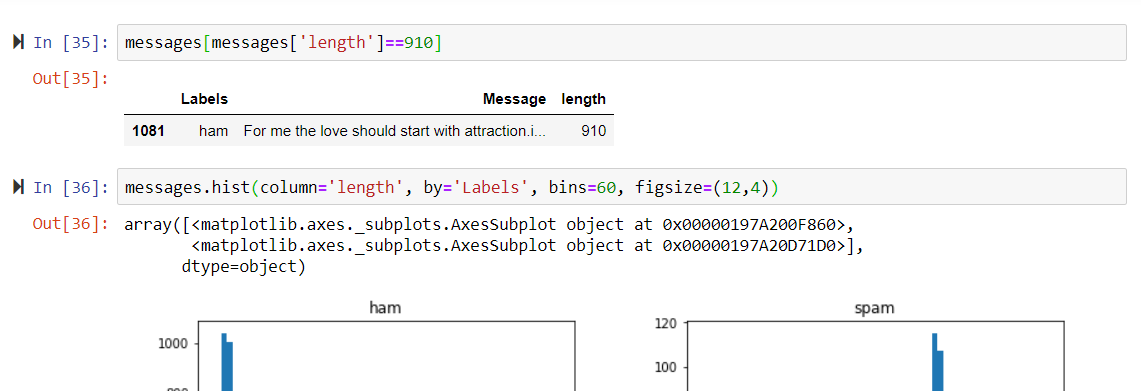 In [35]: messages[messages['length']==910]
Out[35]:
Labels Message length
1081 ham For me the love should start with attraction.i... 910
In [36]: messages.hist(column='length', by='Labels', bins=60, figsize=(12,4))
Out[36]: array([<matplotlib.axes._subplots.AxesSubplot object at 0x00000197A200F860>,
<matplotlib.axes._subplots.AxesSubplot object at 0x00000197A20D71D0>],
dtype=object)
ham spam
120
1000
100